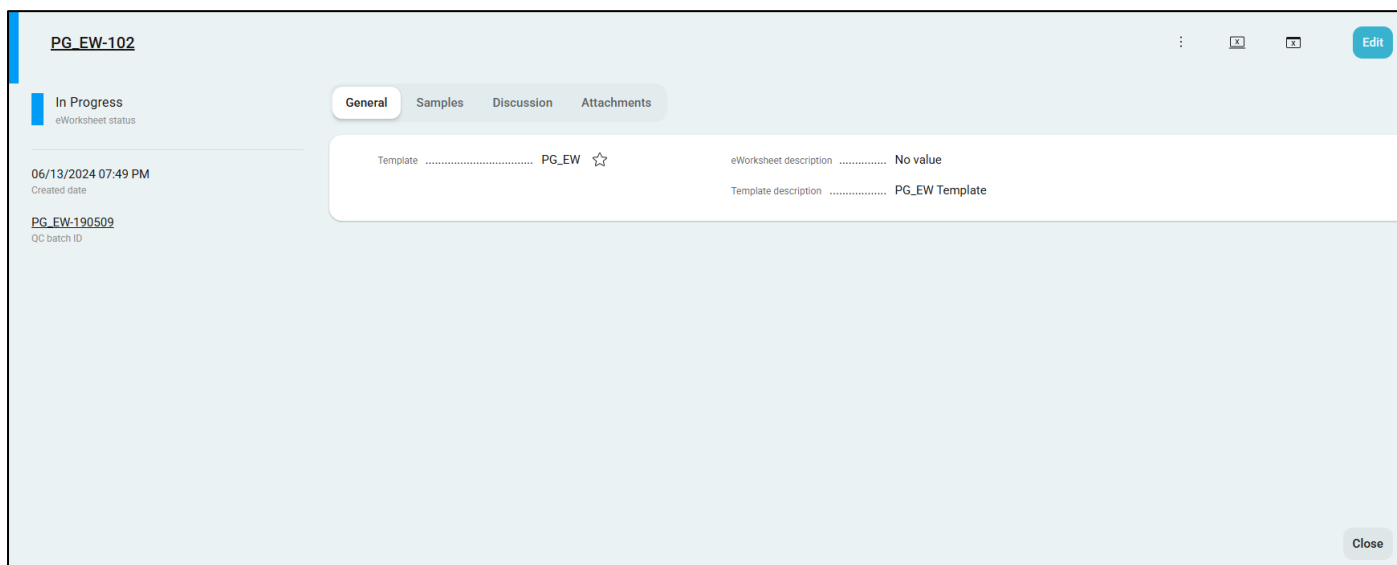 PG_EW-102
Edit
In Progress
eWorksheet status
06/13/2024 07:49 PM
Created date
PG_EW-190509
QC batch ID
General Samples Discussion Attachments
Template .................................. PG_EW eWorksheet description ............... No value
Template description .................. PG_EW Template
Close